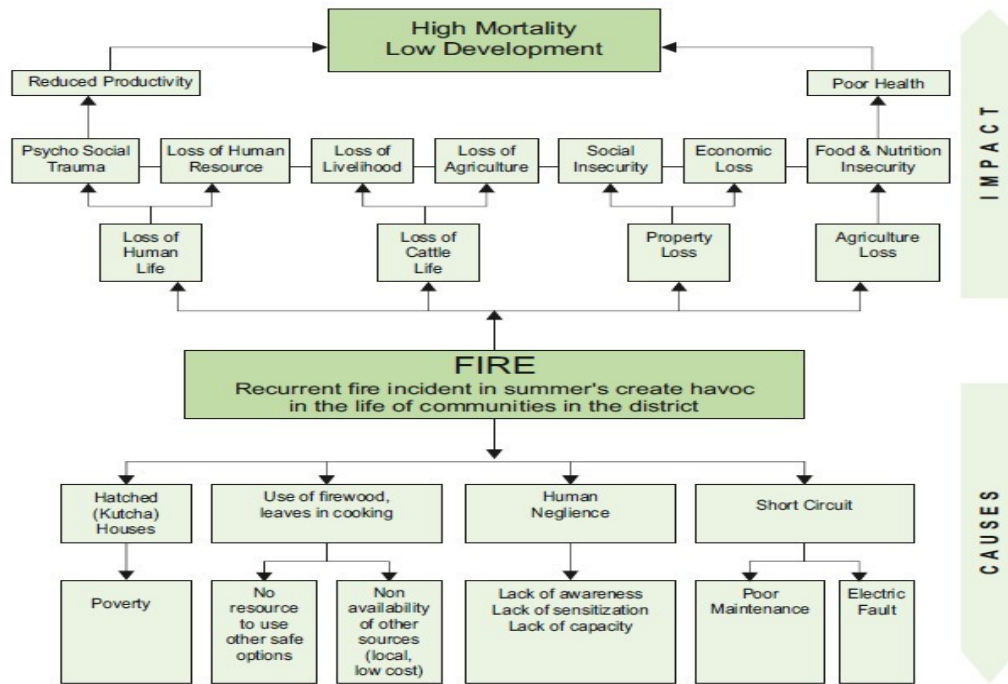 High Mortality
Low Development
Reduced Productivity
Poor Health
Psycho Social
Trauma
Loss of Human
Resource
Loss of
Livelihood
Loss of
Agriculture
Social
Insecurity
Economic
Loss
Food & Nutrition
Insecurity
Loss of
Human
Life
Loss of
Cattle
Life
Property
Loss
Agriculture
Loss
IMPACT
FIRE
Recurrent fire incident in summer's create havoc
in the life of communities in the district
Hatched
(Kutcha)
Houses
Use of firewood,
leaves in cooking
Human
Neglience
Short Circuit
Poverty
No
resource
to use
other safe
options
Non
availability
of other
sources
(local,
low cost)
Lack of awareness
Lack of sensitization
Lack of capacity
Poor
Maintenance
Electric
Fault
CAUSES